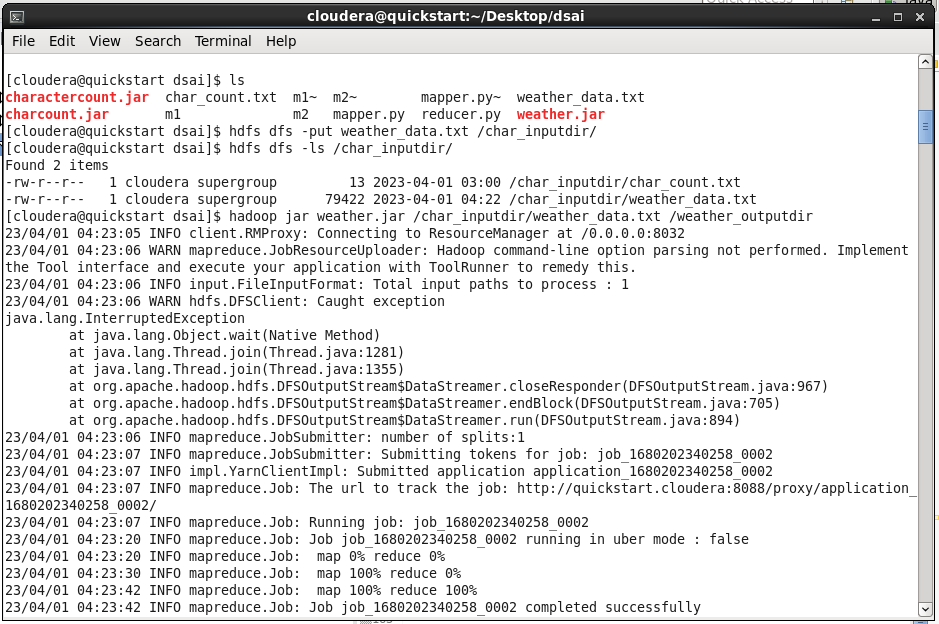 cloudera@quickstart:~/Desktop/dsai
File Edit View Search Terminal Help
[cloudera@quickstart dsai]$ ls
charactercount.jar  char_count.txt  m1~  m2~        mapper.py~  weather_data.txt
charcount.jar       m1              m2   mapper.py  reducer.py  weather.jar
[cloudera@quickstart dsai]$ hdfs dfs -put weather_data.txt /char_inputdir/
[cloudera@quickstart dsai]$ hdfs dfs -ls /char_inputdir/
Found 2 items
-rw-r--r--   1 cloudera supergroup         13 2023-04-01 03:00 /char_inputdir/char_count.txt
-rw-r--r--   1 cloudera supergroup      79422 2023-04-01 04:22 /char_inputdir/weather_data.txt
[cloudera@quickstart dsai]$ hadoop jar weather.jar /char_inputdir/weather_data.txt /weather_outputdir
23/04/01 04:23:05 INFO client.RMProxy: Connecting to ResourceManager at /0.0.0.0:8032
23/04/01 04:23:06 WARN mapreduce.JobResourceUploader: Hadoop command-line option parsing not performed. Implement
the Tool interface and execute your application with ToolRunner to remedy this.
23/04/01 04:23:06 INFO input.FileInputFormat: Total input paths to process : 1
23/04/01 04:23:06 WARN hdfs.DFSClient: Caught exception
java.lang.InterruptedException
        at java.lang.Object.wait(Native Method)
        at java.lang.Thread.join(Thread.java:1281)
        at java.lang.Thread.join(Thread.java:1355)
        at org.apache.hadoop.hdfs.DFSOutputStream$DataStreamer.closeResponder(DFSOutputStream.java:967)
        at org.apache.hadoop.hdfs.DFSOutputStream$DataStreamer.endBlock(DFSOutputStream.java:705)
        at org.apache.hadoop.hdfs.DFSOutputStream$DataStreamer.run(DFSOutputStream.java:894)
23/04/01 04:23:06 INFO mapreduce.JobSubmitter: number of splits:1
23/04/01 04:23:07 INFO mapreduce.JobSubmitter: Submitting tokens for job: job_1680202340258_0002
23/04/01 04:23:07 INFO impl.YarnClientImpl: Submitted application application_1680202340258_0002
23/04/01 04:23:07 INFO mapreduce.Job: The url to track the job: http://quickstart.cloudera:8088/proxy/application_
1680202340258_0002/
23/04/01 04:23:07 INFO mapreduce.Job: Running job: job_1680202340258_0002
23/04/01 04:23:20 INFO mapreduce.Job: Job job_1680202340258_0002 running in uber mode : false
23/04/01 04:23:20 INFO mapreduce.Job:  map 0% reduce 0%
23/04/01 04:23:30 INFO mapreduce.Job:  map 100% reduce 0%
23/04/01 04:23:42 INFO mapreduce.Job:  map 100% reduce 100%
23/04/01 04:23:42 INFO mapreduce.Job: Job job_1680202340258_0002 completed successfully